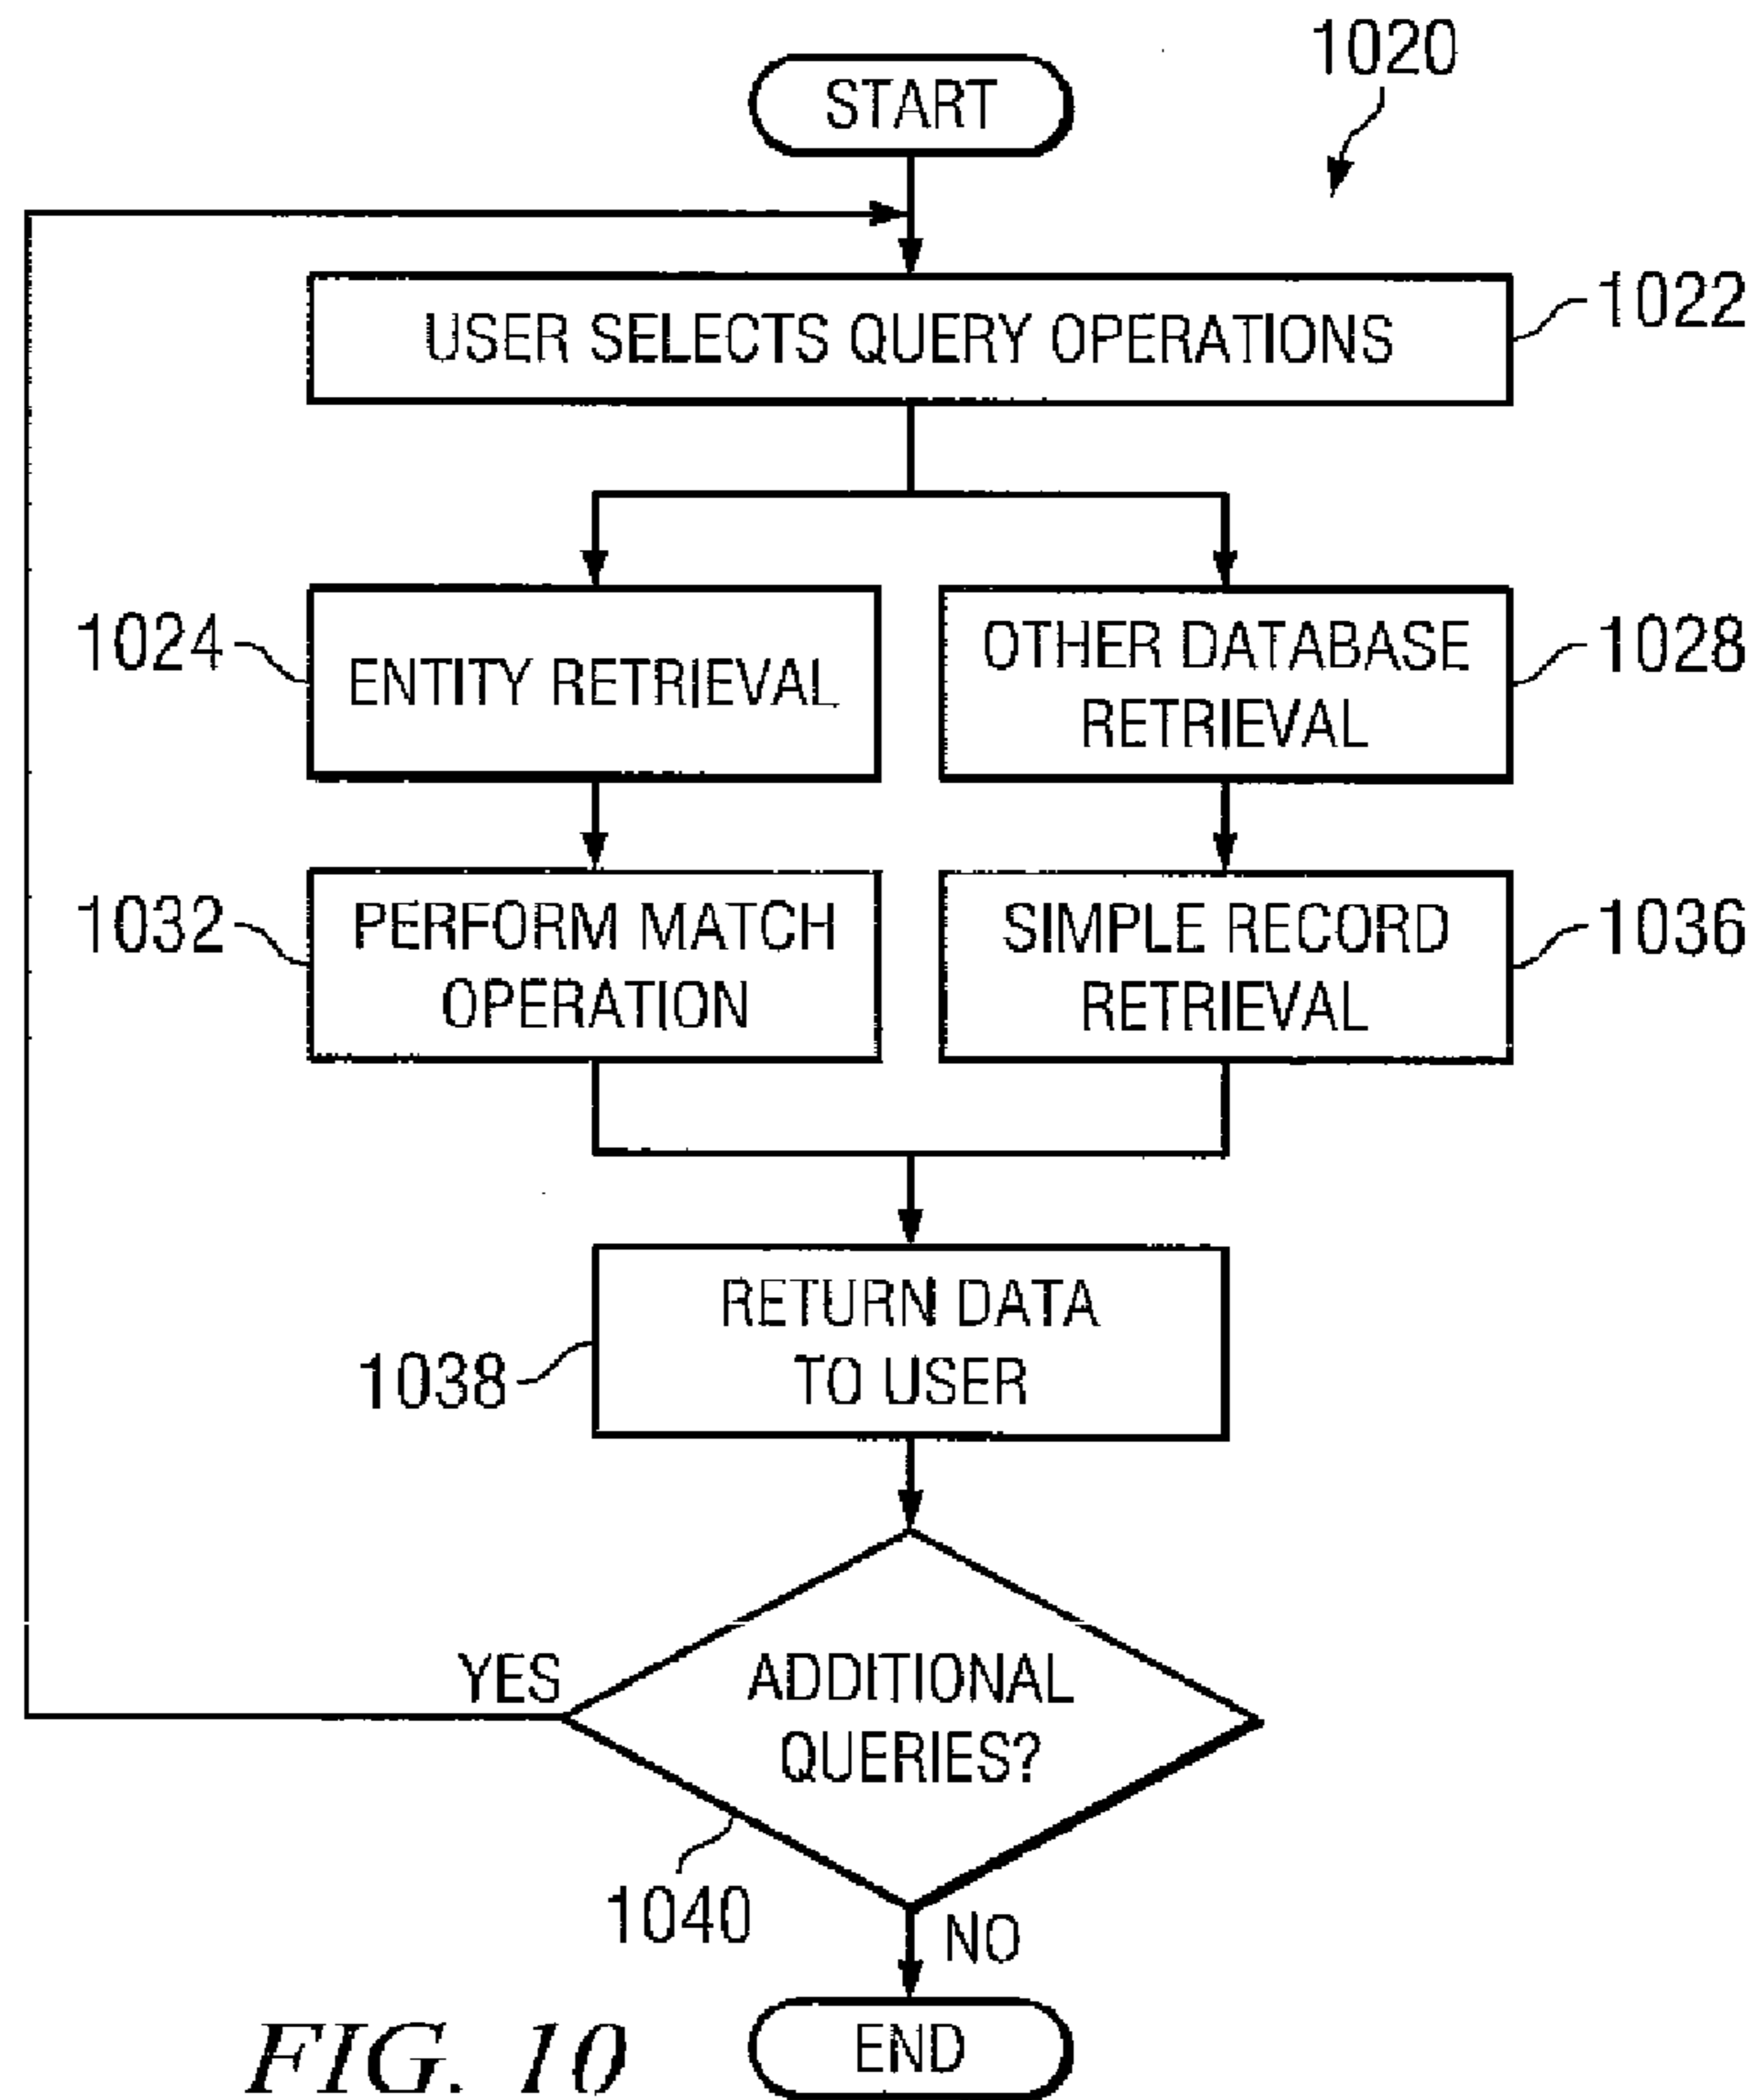 1020
START
USER SELECTS QUERY OPERATIONS
1022
1024
ENTITY RETRIEVAL
OTHER DATABASE
RETRIEVAL
1028
1032
PERFORM MATCH
OPERATION
SIMPLE RECORD
RETRIEVAL
1036
RETURN DATA
TO USER
1038
YES
ADDITIONAL
QUERIES?
1040
NO
END
FIG. 10